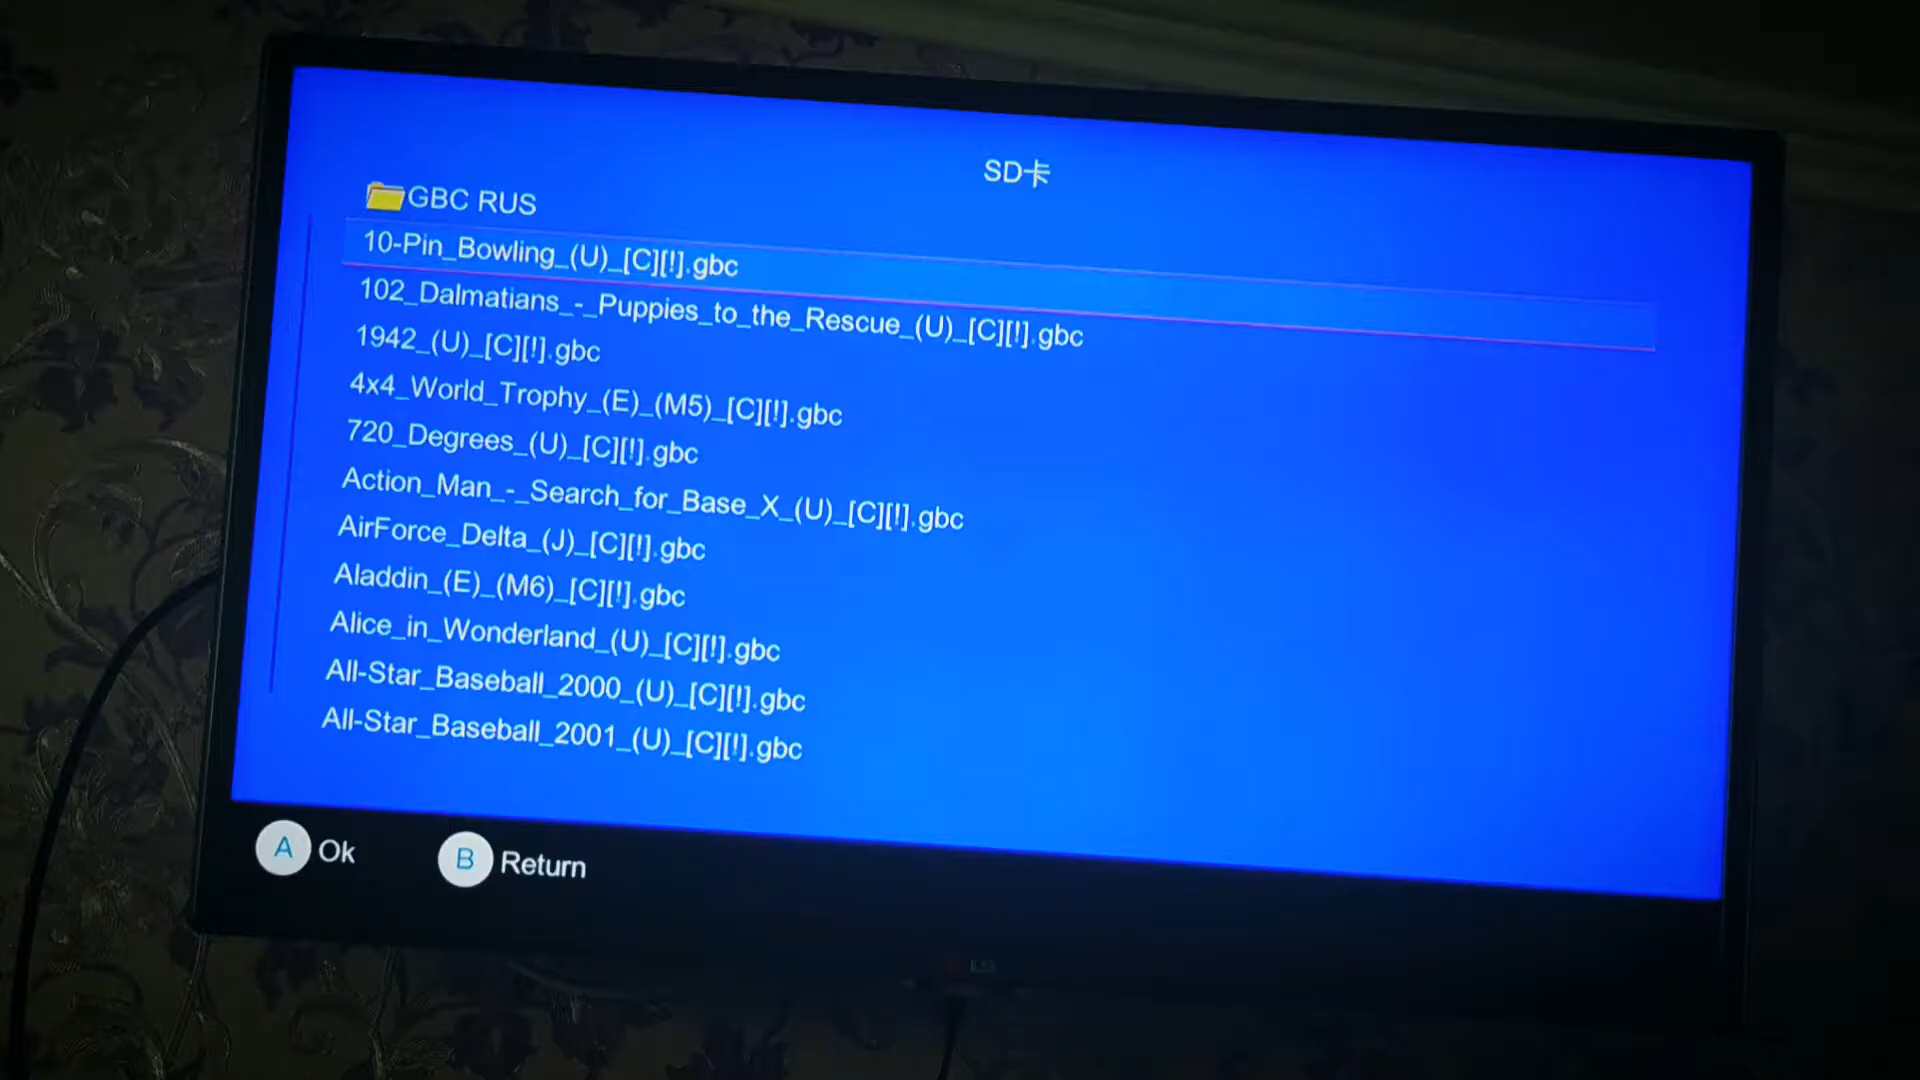 SD卡
GBC RUS
10-Pin_Bowling_(U)_[C][!].gbc
102_Dalmatians_-_Puppies_to_the_Rescue_(U)_[C][!].gbc
1942_(U)_[C][!].gbc
4x4_World_Trophy_(E)_(M5)_[C][!].gbc
720_Degrees_(U)_[C][!].gbc
Action_Man_-_Search_for_Base_X_(U)_[C][!].gbc
AirForce_Delta_(J)_[C][!].gbc
Aladdin_(E)_(M6)_[C][!].gbc
Alice_in_Wonderland_(U)_[C][!].gbc
All-Star_Baseball_2000_(U)_[C][!].gbc
All-Star_Baseball_2001_(U)_[C][!].gbc
A Ok B Return
LG